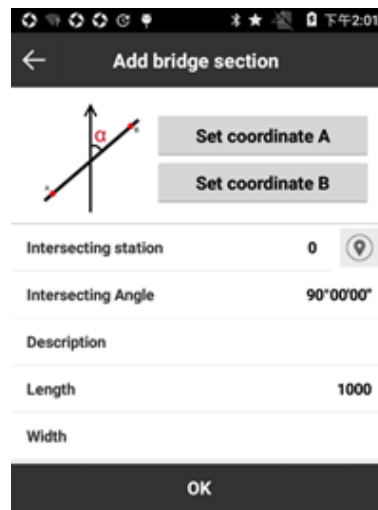 下午2:01
Add bridge section
α
Set coordinate A
Set coordinate B
Intersecting station 0
Intersecting Angle 90°00'00"
Description
Length 1000
Width
OK